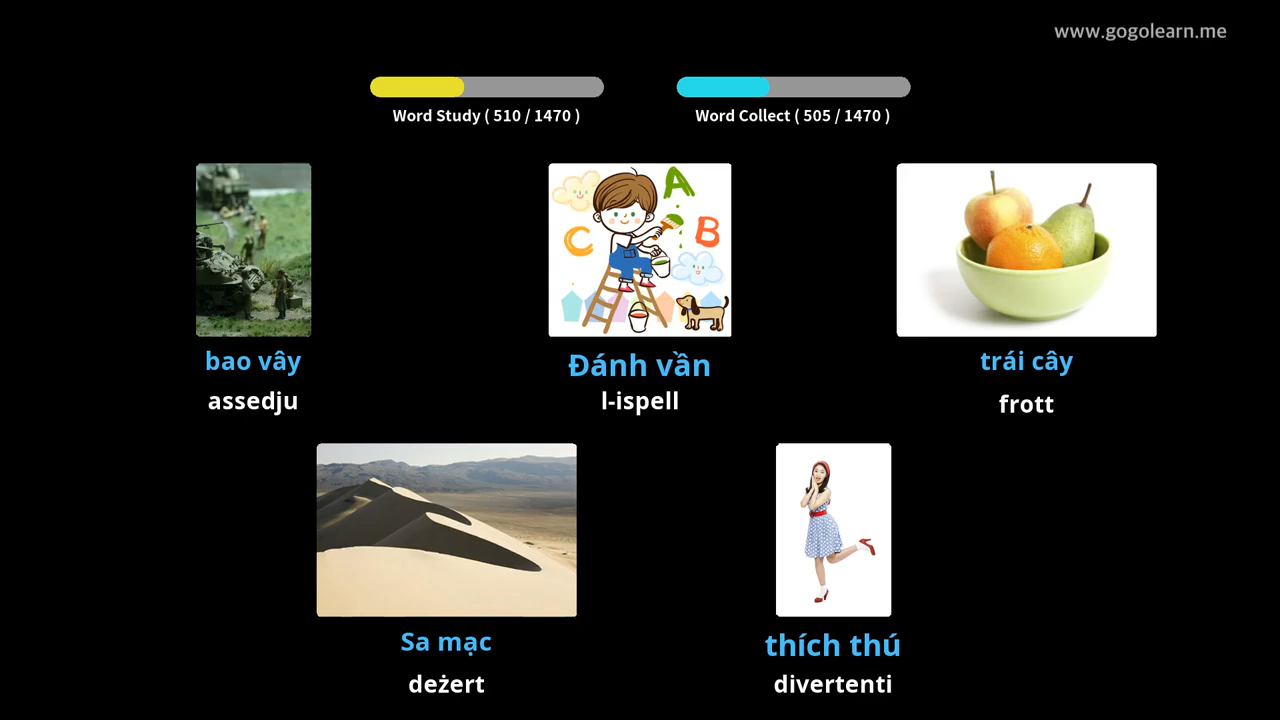 www.gogolearn.me
Word Study ( 510 / 1470 )
Word Collect ( 505 / 1470 )
A
B
C
bao vây
assedju
Đánh vần
l-ispell
trái cây
frott
Sa mạc
deżert
thích thú
divertenti